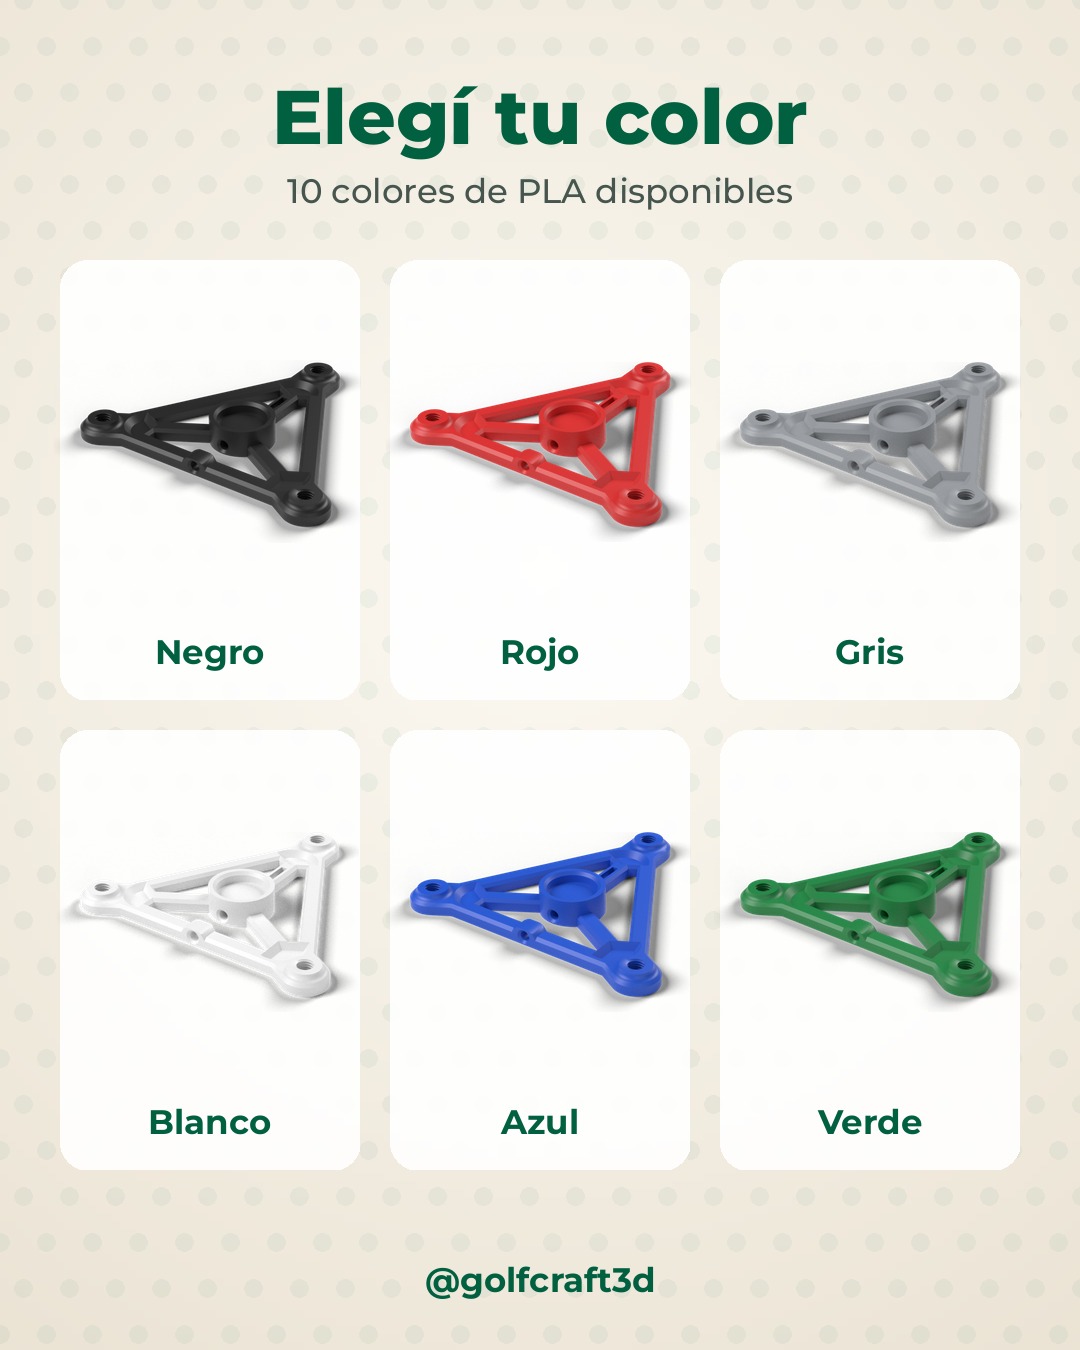 Elegí tu color
10 colores de PLA disponibles
Negro
Rojo
Gris
Blanco
Azul
Verde
@golfcraft3d